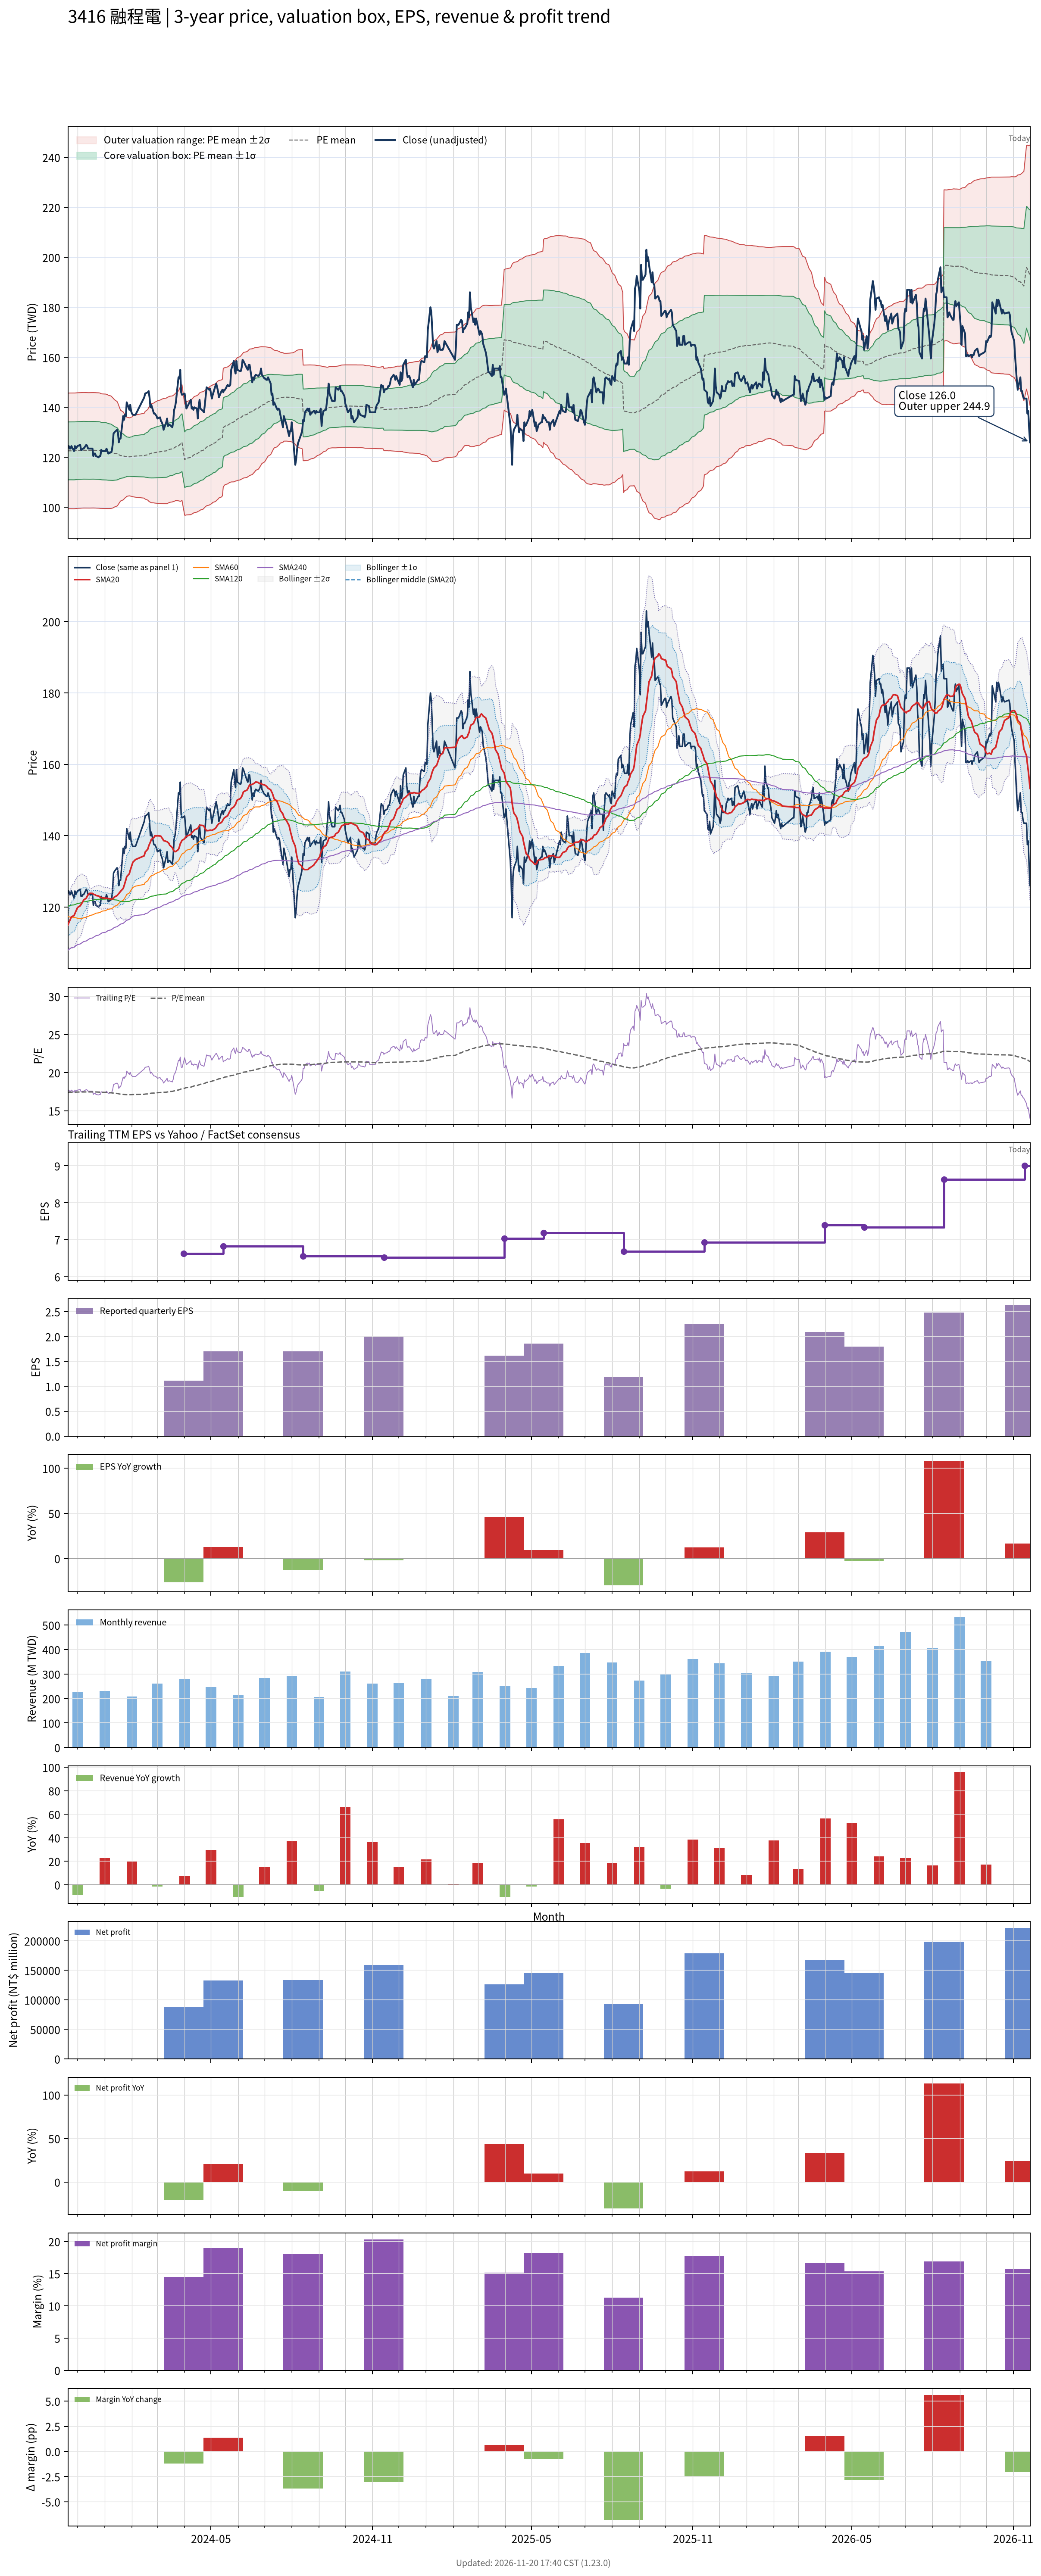 3416 融程電 | 3-year price, valuation box, EPS, revenue & profit trend
Outer valuation range: PE mean ±2σ
Core valuation box: PE mean ±1σ
PE mean
Close (unadjusted)
Today
Price (TWD)
240
220
200
180
160
140
120
100
Close 126.0
Outer upper 244.9
Close (same as panel 1)
SMA20
SMA60
SMA120
SMA240
Bollinger ±2σ
Bollinger ±1σ
Bollinger middle (SMA20)
Price
200
180
160
140
120
Trailing P/E
P/E mean
P/E
30
25
20
15
Trailing TTM EPS vs Yahoo / FactSet consensus
Today
EPS
9
8
7
6
Reported quarterly EPS
EPS
2.5
2.0
1.5
1.0
0.5
0.0
EPS YoY growth
YoY (%)
100
50
0
Monthly revenue
Revenue (M TWD)
500
400
300
200
100
0
Revenue YoY growth
YoY (%)
100
80
60
40
20
0
Month
Net profit
Net profit (NT$ million)
200000
150000
100000
50000
0
Net profit YoY
YoY (%)
100
50
0
Net profit margin
Margin (%)
20
15
10
5
0
Margin YoY change
Δ margin (pp)
5.0
2.5
0.0
-2.5
-5.0
2024-05
2024-11
2025-05
2025-11
2026-05
2026-11
Updated: 2026-11-20 17:40 CST (1.23.0)